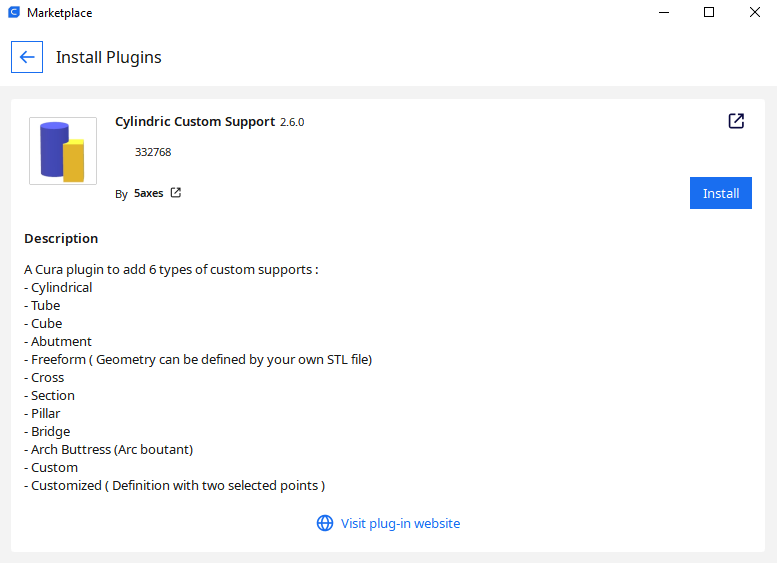 Marketplace
Install Plugins
Cylindric Custom Support 2.6.0
332768
By 5axes
Install
Description
A Cura plugin to add 6 types of custom supports :
- Cylindrical
- Tube
- Cube
- Abutment
- Freeform ( Geometry can be defined by your own STL file)
- Cross
- Section
- Pillar
- Bridge
- Arch Buttress (Arc boutant)
- Custom
- Customized ( Definition with two selected points )
Visit plug-in website